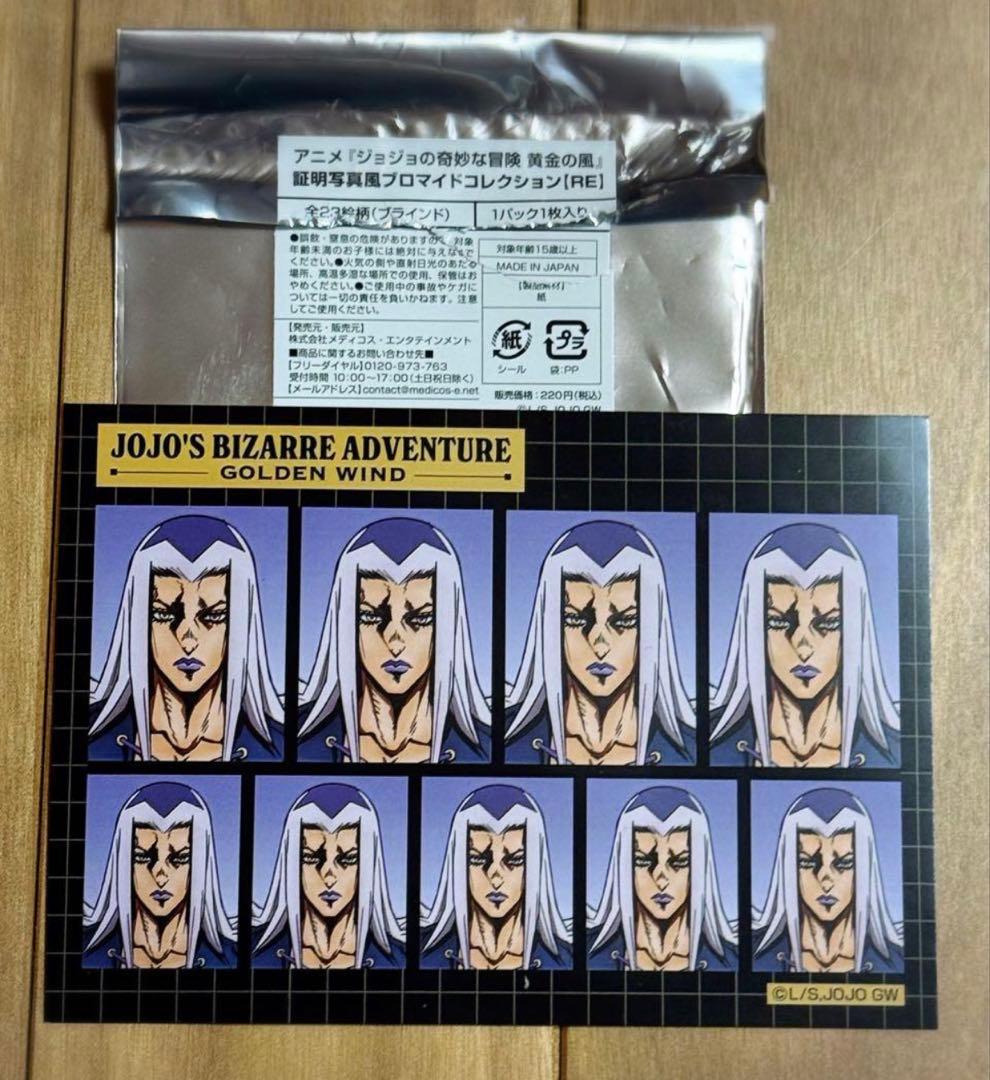 アニメ『ジョジョの奇妙な冒険 黄金の風』
証明写真風ブロマイドコレクション【RE】
全23絵柄(ブラインド)
1パック1枚入り
●誤飲・窒息の危険がありますので、対象
年齢未満のお子様には絶対に与えないで
ください。●火気の側や直射日光のあたる
場所、高温多湿な場所での使用、保管はお
やめください。●ご使用中の事故やケガに
ついては一切の責任を負いかねます。注意
してご使用ください。
対象年齢15歳以上
MADE IN JAPAN
紙
紙
プラ
シール
袋:PP
【発売元・販売元】
株式会社メディコス・エンタテインメント
■商品に関するお問い合わせ先■
【フリーダイヤル】0120-973-763
受付時間 10:00～17:00(土日祝日除く)
【メールアドレス】contact@medicos-e.net
販売価格:220円(税込)
©L/S,JOJO GW
JOJO'S BIZARRE ADVENTURE
GOLDEN WIND
©L/S,JOJO GW